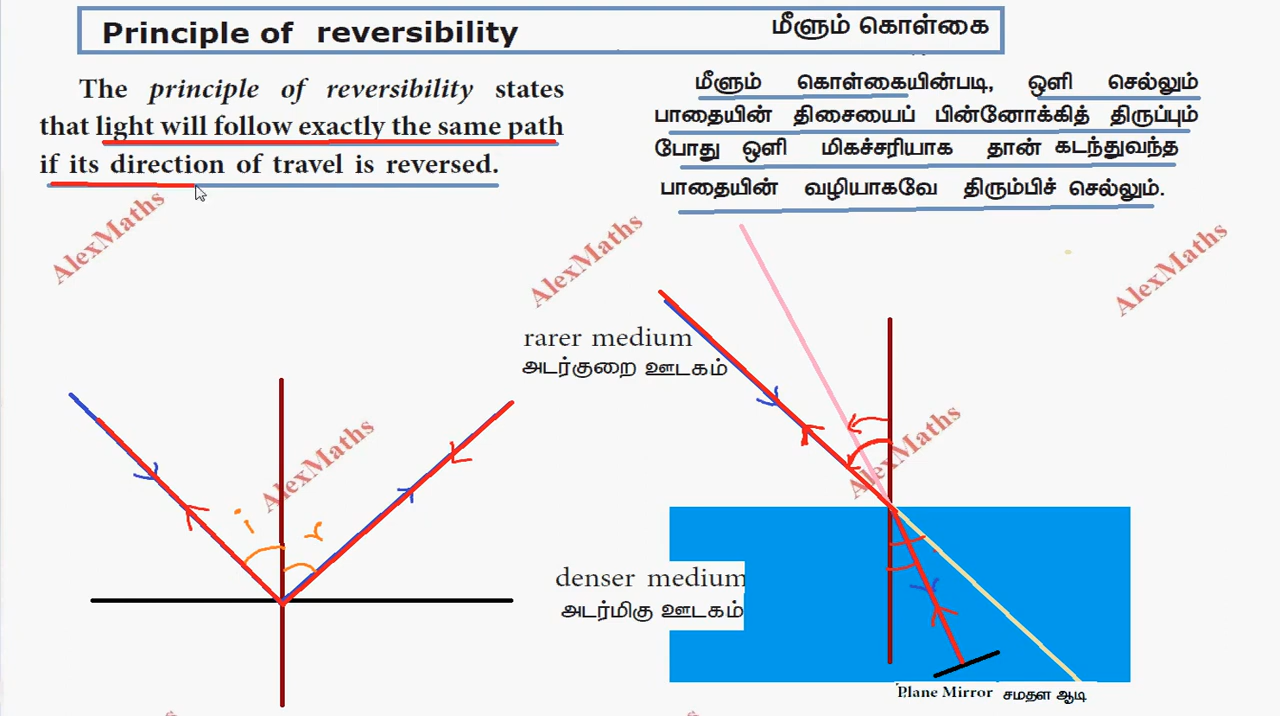 Principle of reversibility
மீளும் கொள்கை
The principle of reversibility states
that light will follow exactly the same path
if its direction of travel is reversed.
மீளும் கொள்கையின்படி, ஒளி செல்லும்
பாதையின் திசையைப் பின்னோக்கித் திருப்பும்
போது ஒளி மிகச்சரியாக தான் கடந்துவந்த
பாதையின் வழியாகவே திரும்பிச் செல்லும்.
AlexMaths
AlexMaths
AlexMaths
rarer medium
அடர்குறை ஊடகம்
AlexMaths
AlexMaths
i
r
denser medium
அடர்மிகு ஊடகம்
Plane Mirror சமதள ஆடி